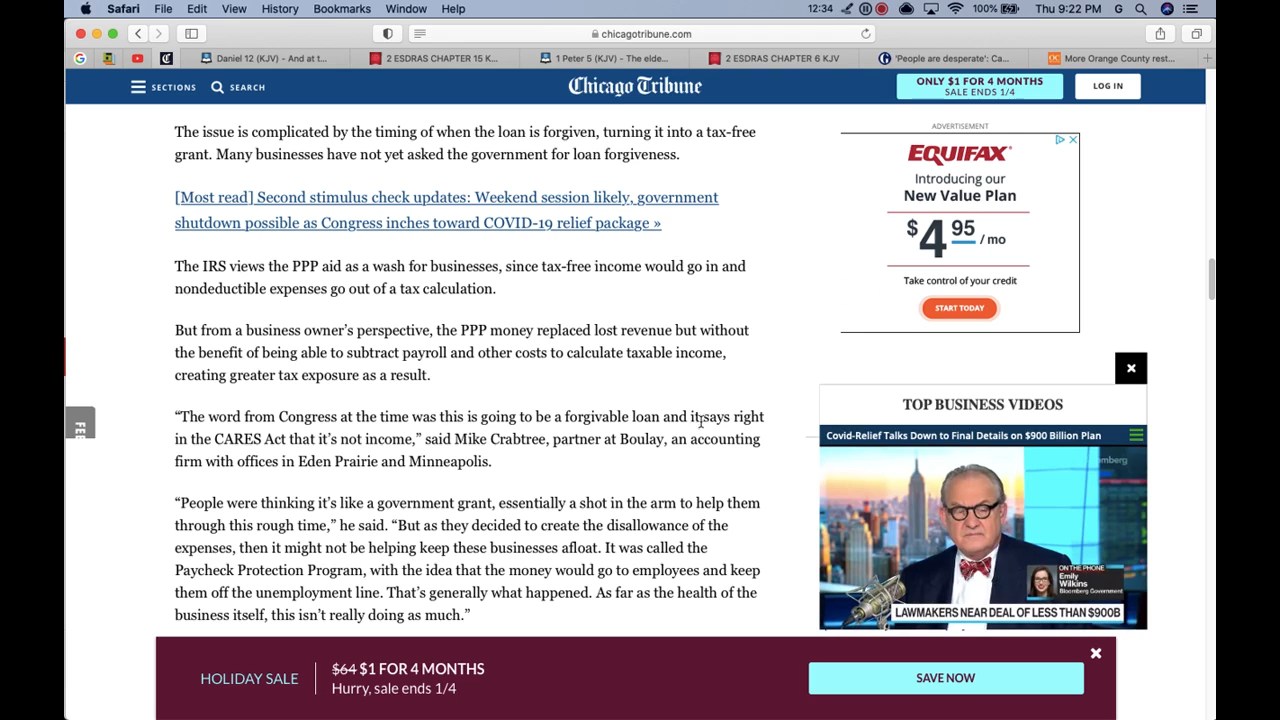 Safari File Edit View History Bookmarks Window Help 12:34 100% Thu 9:22 PM G
chicagotribune.com
Daniel 12 (KJV) - And at t... 2 ESDRAS CHAPTER 15 K... 1 Peter 5 (KJV) - The elde... 2 ESDRAS CHAPTER 6 KJV 'People are desperate': Ca... More Orange County rest...
SECTIONS SEARCH Chicago Tribune ONLY $1 FOR 4 MONTHS
SALE ENDS 1/4
LOG IN
The issue is complicated by the timing of when the loan is forgiven, turning it into a tax-free
grant. Many businesses have not yet asked the government for loan forgiveness.
[Most read] Second stimulus check updates: Weekend session likely, government
shutdown possible as Congress inches toward COVID-19 relief package »
The IRS views the PPP aid as a wash for businesses, since tax-free income would go in and
nondeductible expenses go out of a tax calculation.
But from a business owner's perspective, the PPP money replaced lost revenue but without
the benefit of being able to subtract payroll and other costs to calculate taxable income,
creating greater tax exposure as a result.
“The word from Congress at the time was this is going to be a forgivable loan and it says right
in the CARES Act that it's not income,” said Mike Crabtree, partner at Boulay, an accounting
firm with offices in Eden Prairie and Minneapolis.
“People were thinking it's like a government grant, essentially a shot in the arm to help them
through this rough time,” he said. “But as they decided to create the disallowance of the
expenses, then it might not be helping keep these businesses afloat. It was called the
Paycheck Protection Program, with the idea that the money would go to employees and keep
them off the unemployment line. That's generally what happened. As far as the health of the
business itself, this isn't really doing as much.”
ADVERTISEMENT
EQUIFAX
Introducing our
New Value Plan
$4.95/mo
Take control of your credit
START TODAY
TOP BUSINESS VIDEOS
Covid-Relief Talks Down to Final Details on $900 Billion Plan
ON THE PHONE
Emily
Wilkins
Bloomberg Government
LAWMAKERS NEAR DEAL OF LESS THAN $900B
HOLIDAY SALE
$64 $1 FOR 4 MONTHS
Hurry, sale ends 1/4
SAVE NOW